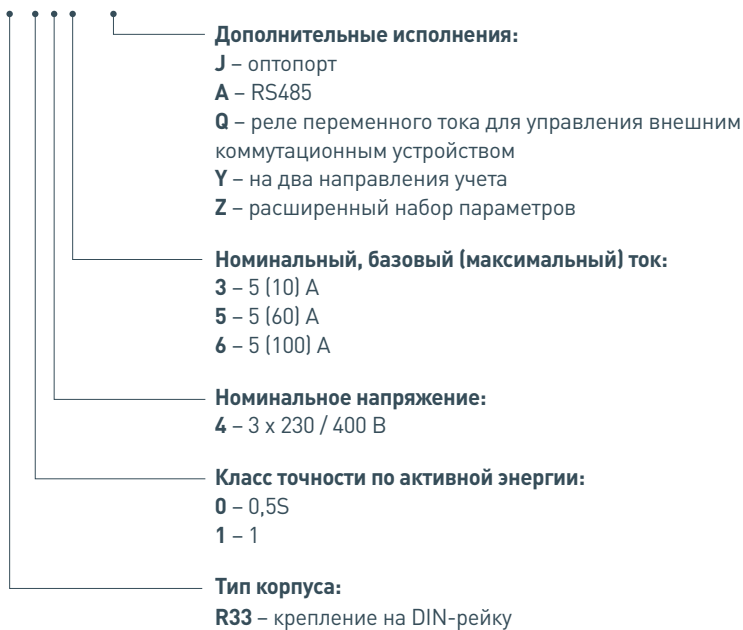 Дополнительные исполнения:
J – оптопорт
A – RS485
Q – реле переменного тока для управления внешним
коммутационным устройством
Y – на два направления учета
Z – расширенный набор параметров
Номинальный, базовый (максимальный) ток:
3 – 5 (10) А
5 – 5 (60) А
6 – 5 (100) А
Номинальное напряжение:
4 – 3 x 230 / 400 В
Класс точности по активной энергии:
0 – 0,5S
1 – 1
Тип корпуса:
R33 – крепление на DIN-рейку